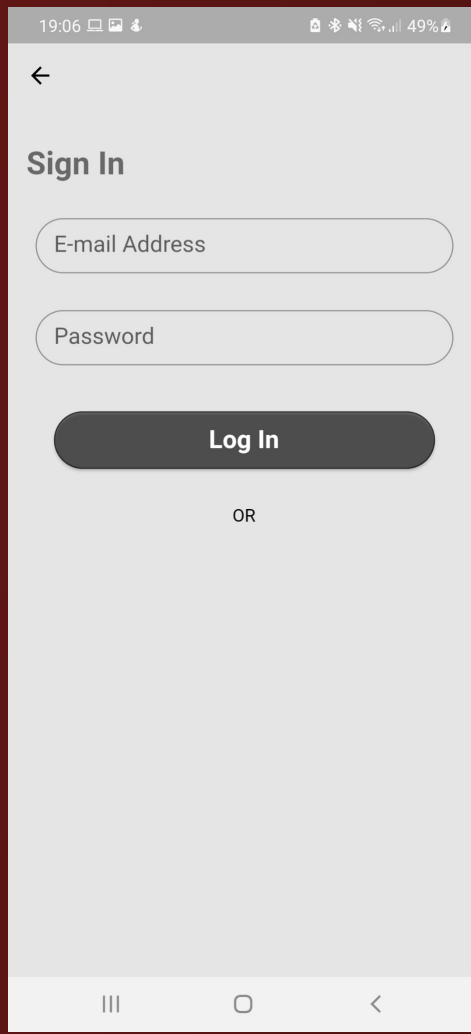 19:06 49%
Sign In
E-mail Address
Password
Log In
OR